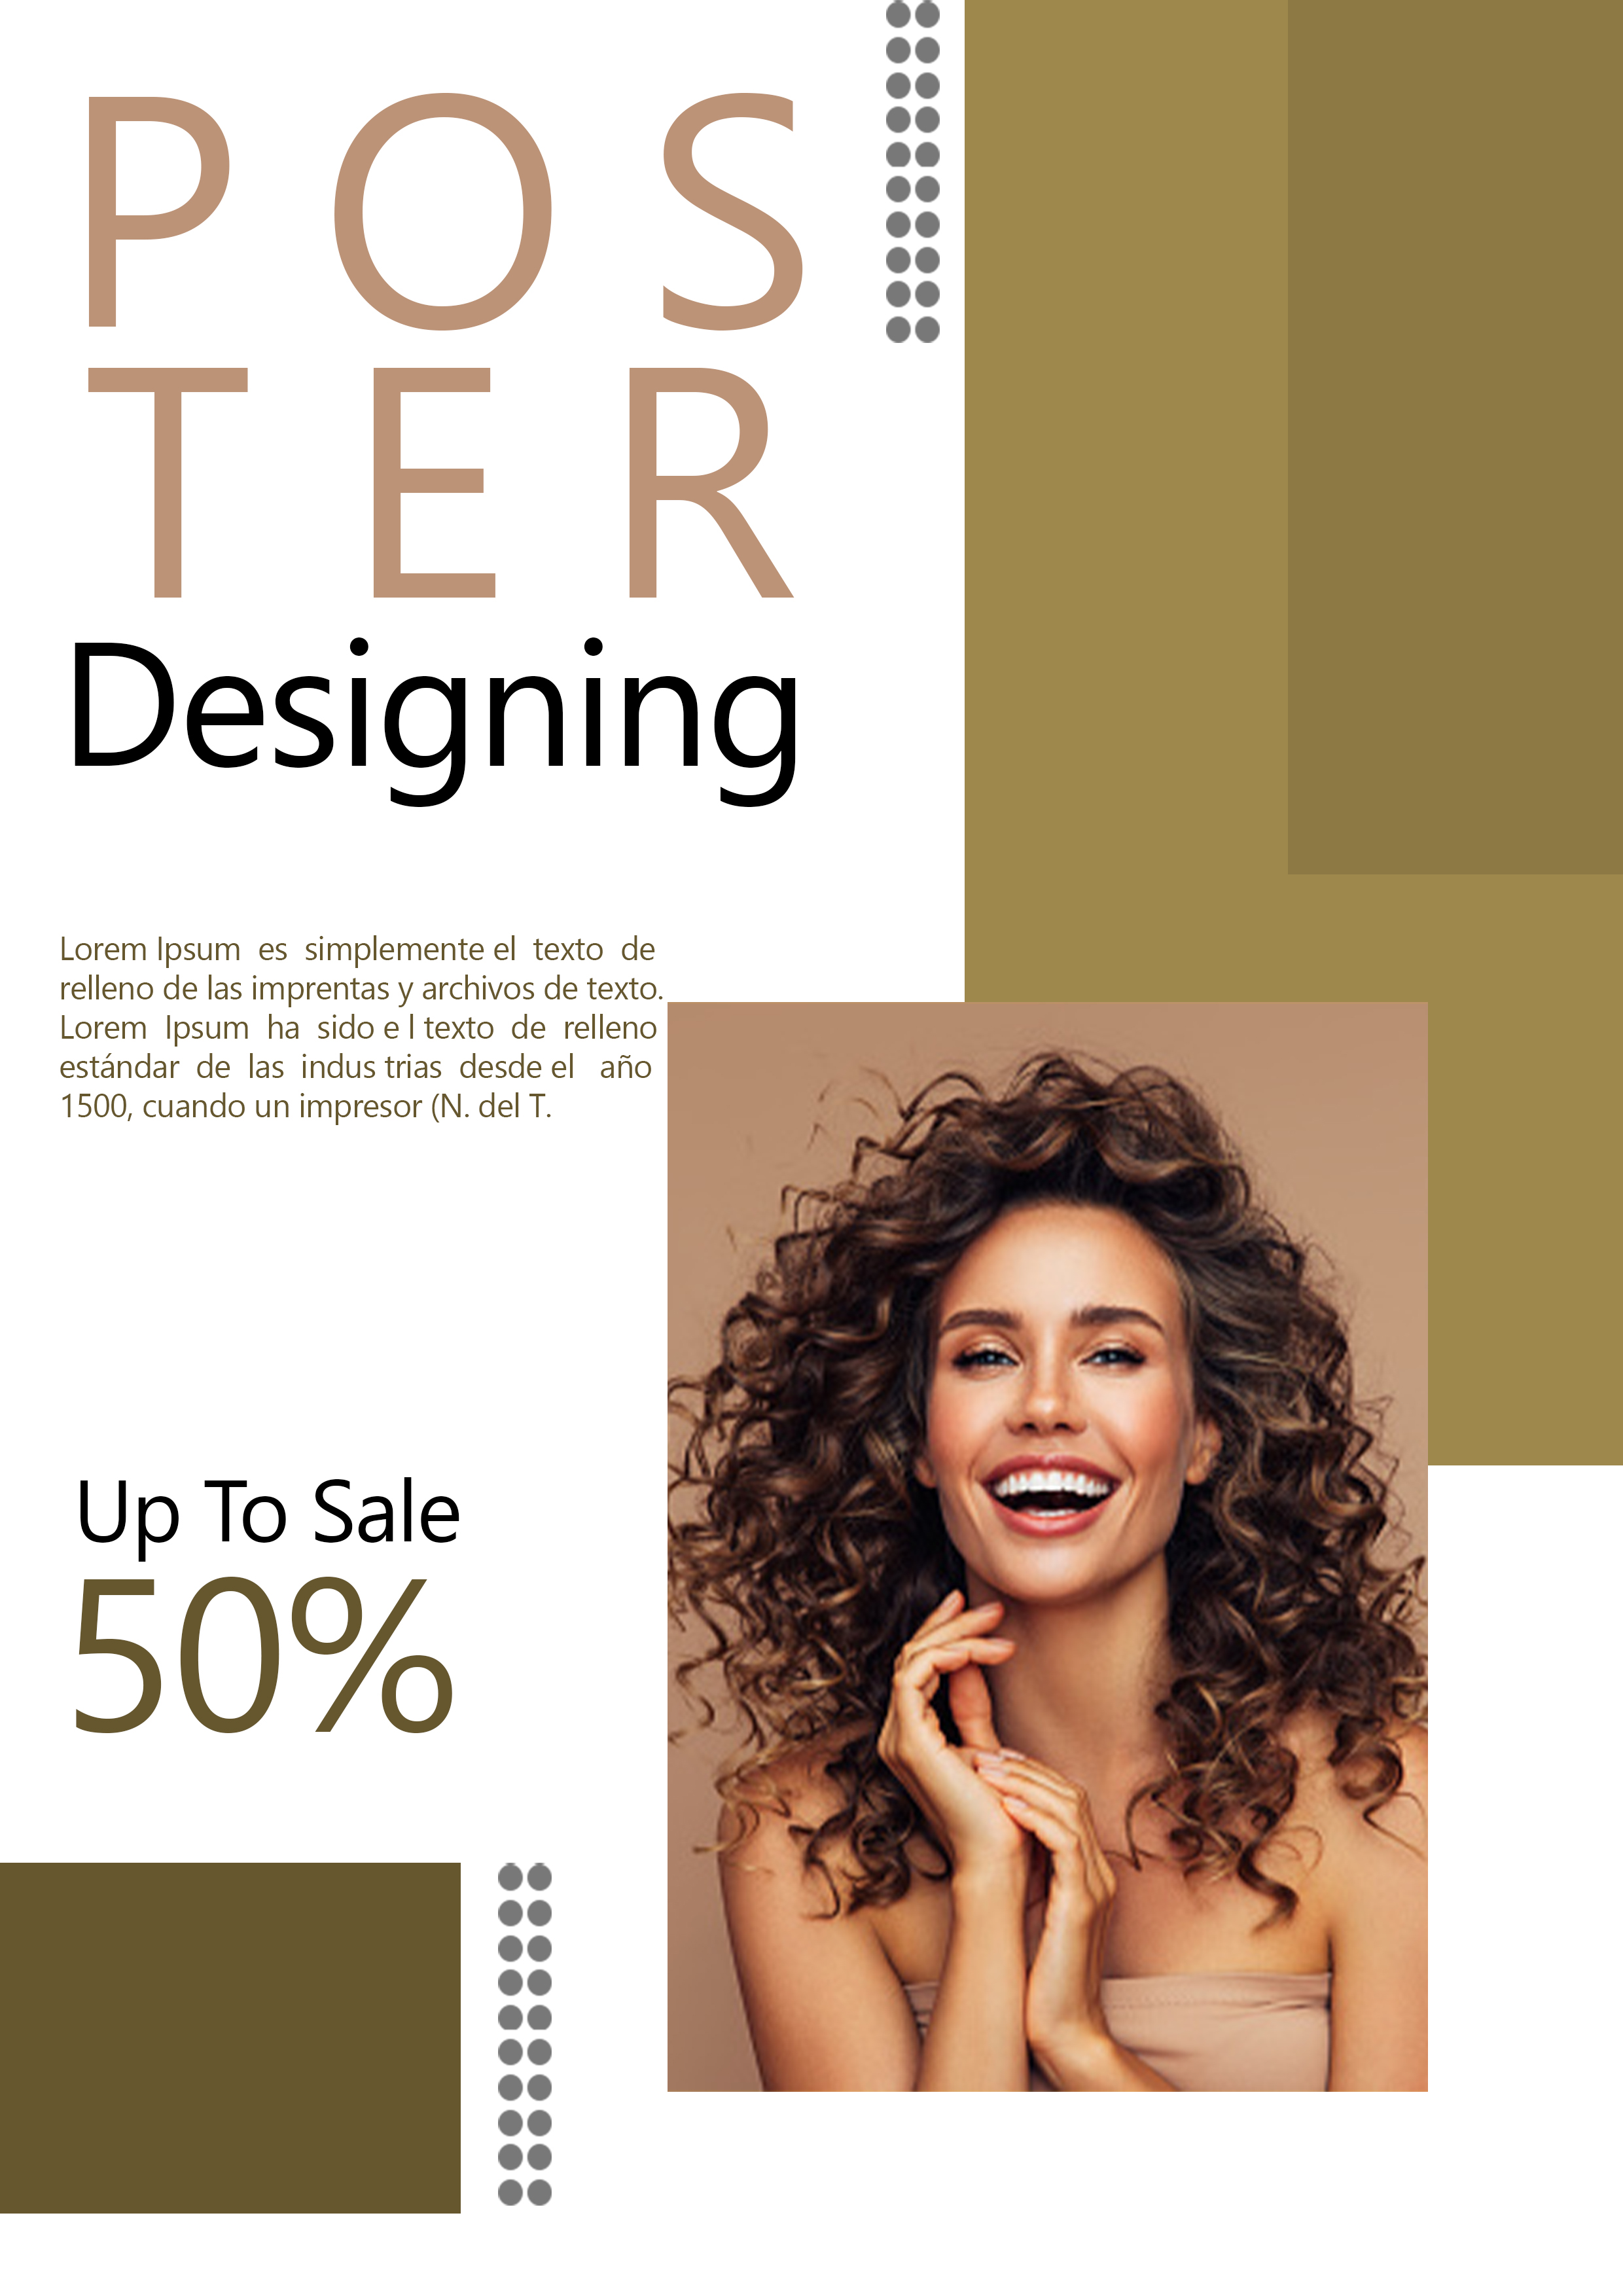 POS
TER
Designing
Lorem Ipsum es simplemente el texto de
relleno de las imprentas y archivos de texto.
Lorem Ipsum ha sido e l texto de relleno
estándar de las indus trias desde el año
1500, cuando un impresor (N. del T.
Up To Sale
50%